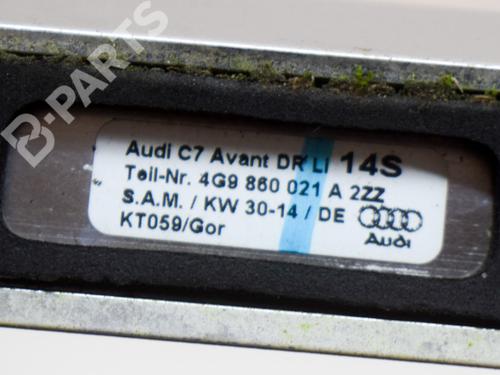 B-PARTS
Audi C7 Avant DR LI 14S
Teil-Nr. 4G9 860 021 A 2ZZ
S.A.M. / KW 30-14 / DE
KT059/Gor
Audi
B-PARTS